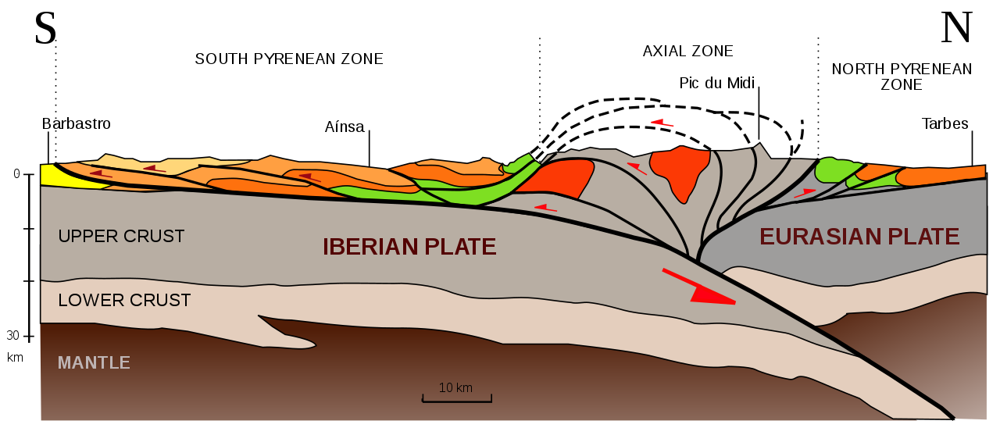 S
N
SOUTH PYRENEAN ZONE
AXIAL ZONE
NORTH PYRENEAN
ZONE
Pic du Midi
Barbastro
Aínsa
Tarbes
0
UPPER CRUST
IBERIAN PLATE
EURASIAN PLATE
LOWER CRUST
30
km
MANTLE
10 km